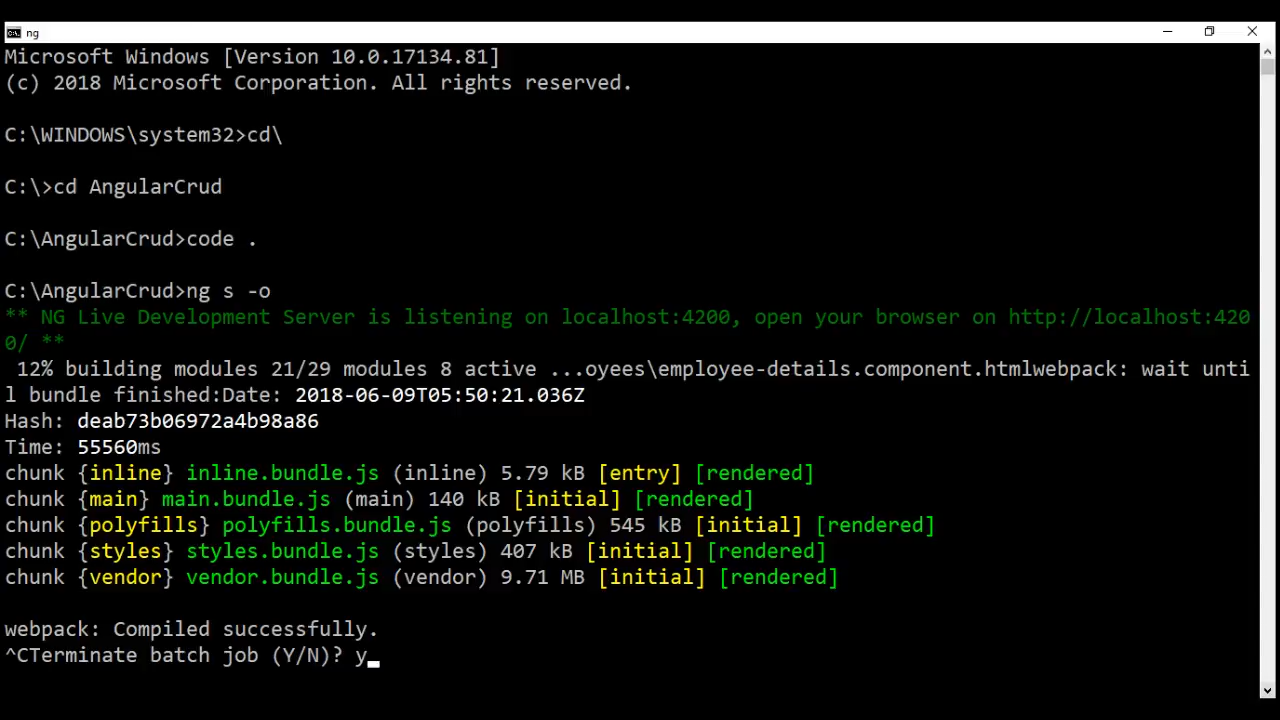 ng
Microsoft Windows [Version 10.0.17134.81]
(c) 2018 Microsoft Corporation. All rights reserved.
C:\WINDOWS\system32>cd\
C:\>cd AngularCrud
C:\AngularCrud>code .
C:\AngularCrud>ng s -o
** NG Live Development Server is listening on localhost:4200, open your browser on http://localhost:420
0/ **
 12% building modules 21/29 modules 8 active ...oyees\employee-details.component.htmlwebpack: wait unti
l bundle finished:Date: 2018-06-09T05:50:21.036Z
Hash: deab73b06972a4b98a86
Time: 55560ms
chunk {inline} inline.bundle.js (inline) 5.79 kB [entry] [rendered]
chunk {main} main.bundle.js (main) 140 kB [initial] [rendered]
chunk {polyfills} polyfills.bundle.js (polyfills) 545 kB [initial] [rendered]
chunk {styles} styles.bundle.js (styles) 407 kB [initial] [rendered]
chunk {vendor} vendor.bundle.js (vendor) 9.71 MB [initial] [rendered]
webpack: Compiled successfully.
^CTerminate batch job (Y/N)? y